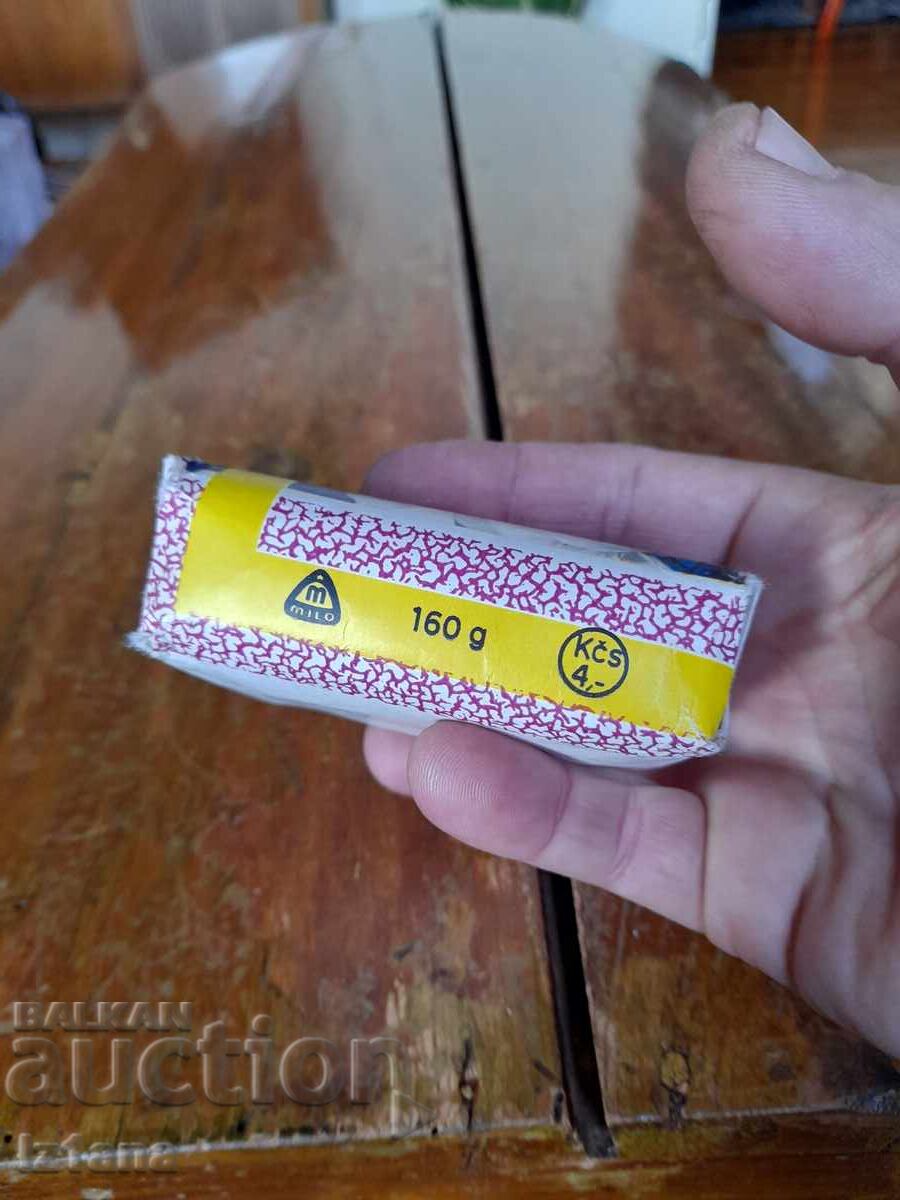 m
MILO
160 g
Kčs
4,-
BALKAN
auction
Iztana